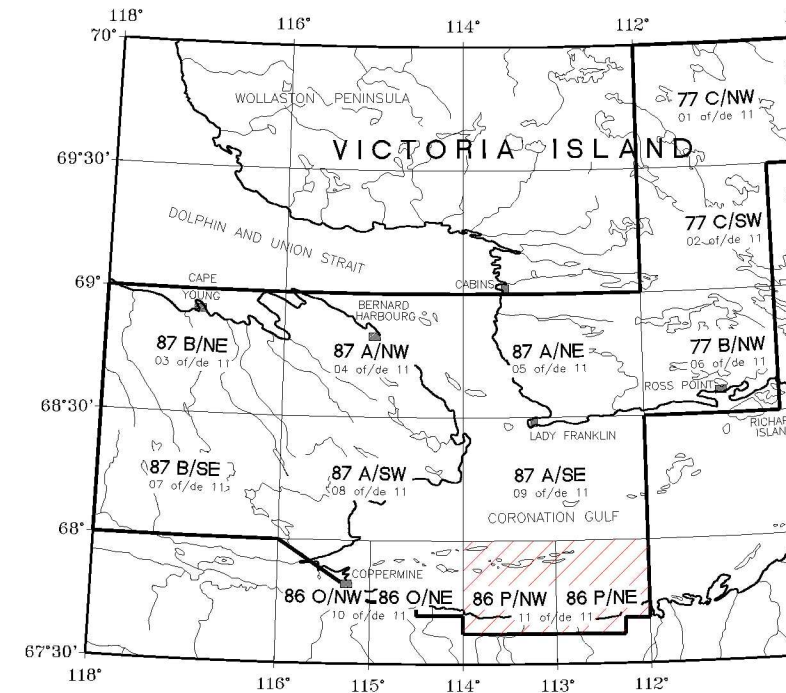 118° 116° 114° 112°
70°
WOLLASTON PENINSULA
77 C/NW
01 of/de 11
VICTORIA ISLAND
69°30'
DOLPHIN AND UNION STRAIT
77 C/SW
02 of/de 11
69°
CAPE
YOUNG
CABINS
BERNARD
HARBOURG
87 B/NE
03 of/de 11
87 A/NW
04 of/de 11
87 A/NE
05 of/de 11
77 B/NW
06 of/de 11
ROSS POINT
68°30'
LADY FRANKLIN
RICHAR
ISLAN
87 B/SE
07 of/de 11
87 A/SW
08 of/de 11
87 A/SE
09 of/de 11
CORONATION GULF
68°
COPPERMINE
86 O/NW 86 O/NE
10 of/de 11
86 P/NW 86 P/NE
11 of/de 11
67°30'
118° 116° 115° 114° 113° 112°